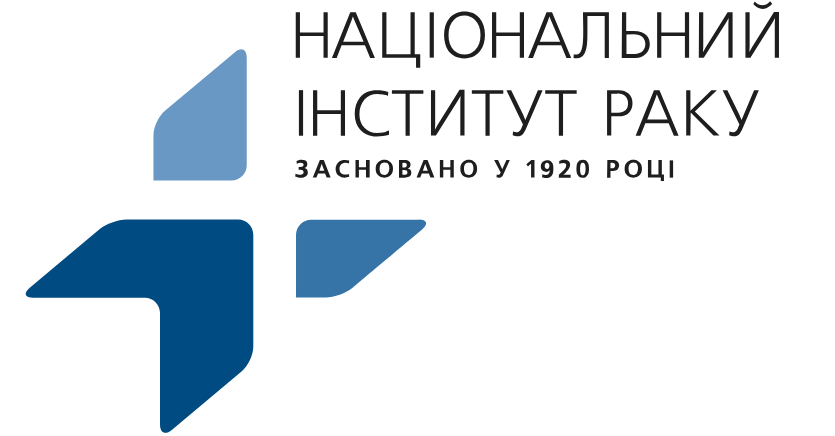 НАЦІОНАЛЬНИЙ
ІНСТИТУТ РАКУ
ЗАСНОВАНО У 1920 РОЦІ